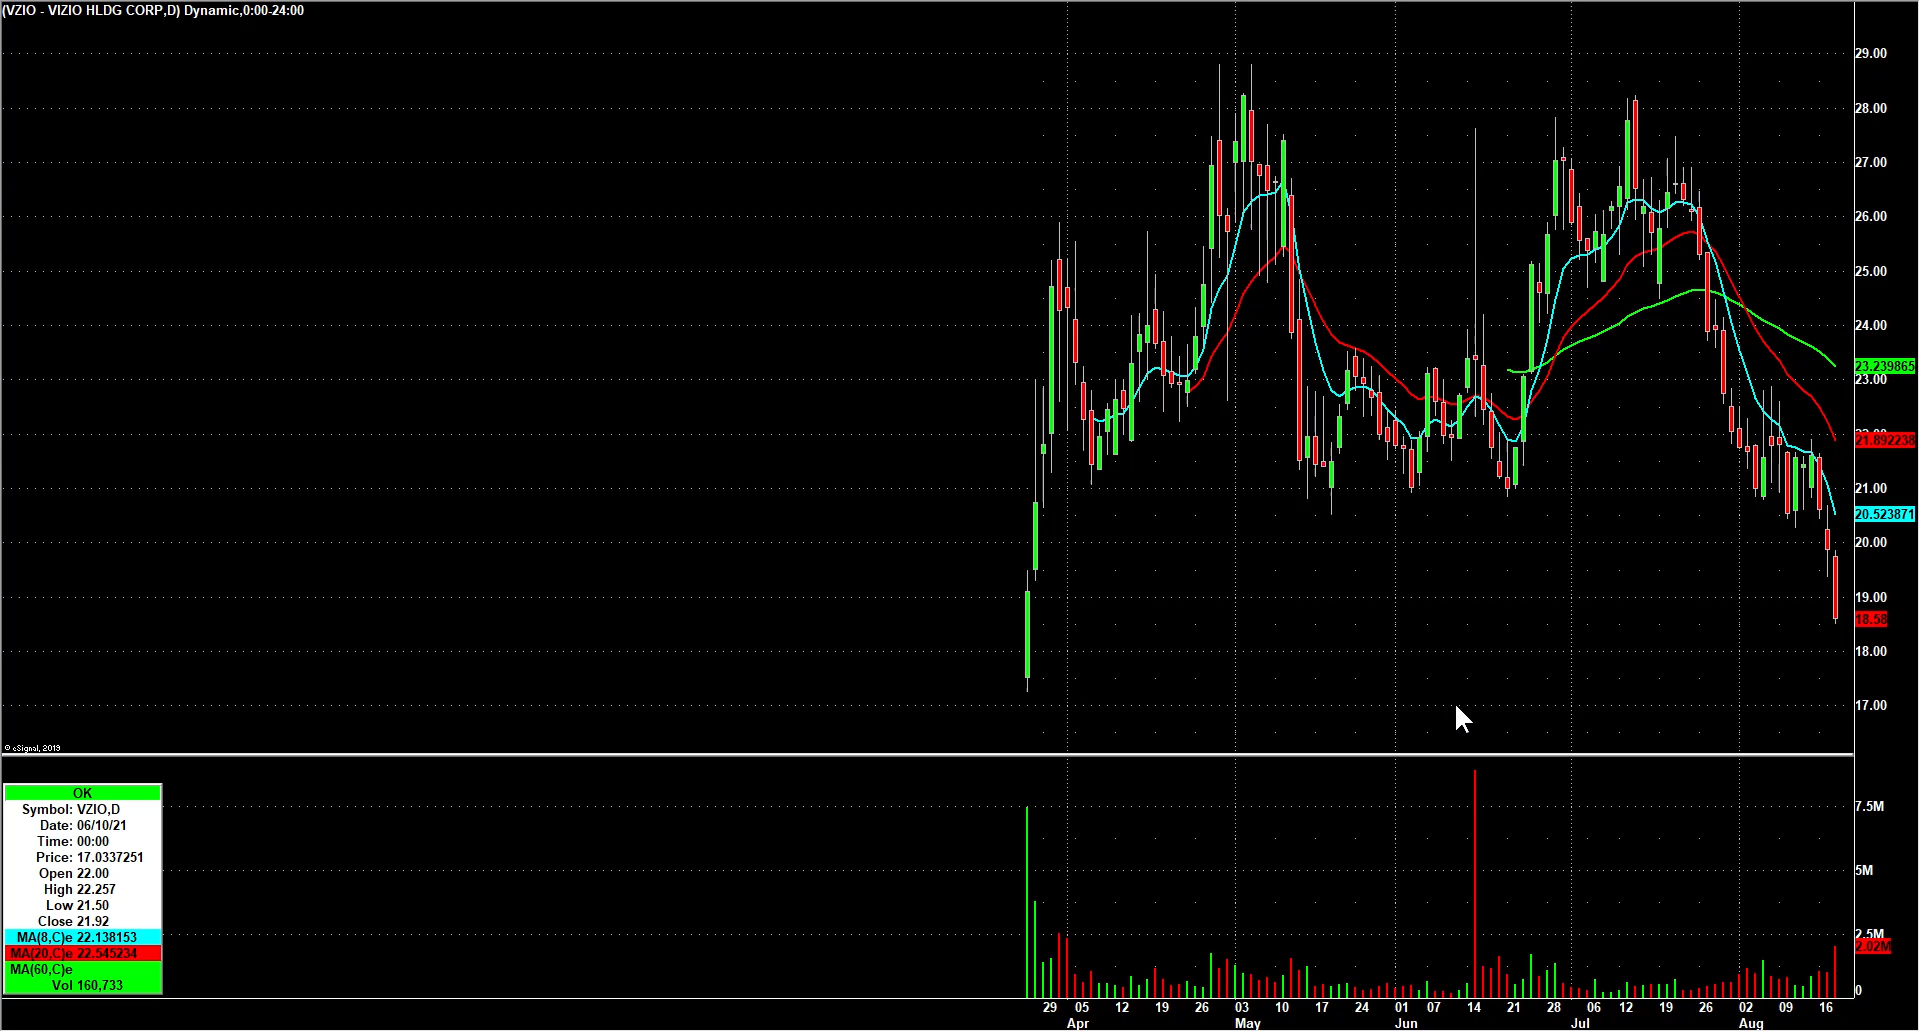 (VZIO - VIZIO HLDG CORP,D) Dynamic,0:00-24:00
29.00
28.00
27.00
26.00
25.00
24.00
23.239865
23.00
22.00
21.892238
21.00
20.523871
20.00
19.00
18.58
18.00
17.00
© eSignal, 2019
OK
Symbol: VZIO,D
Date: 06/10/21
Time: 00:00
Price: 17.0337251
Open 22.00
High 22.257
Low 21.50
Close 21.92
MA(8,C)e 22.138153
MA(20,C)e 22.545234
MA(60,C)e
Vol 160,733
7.5M
5M
2.5M
2.02M
0
29 05 12 19 26 03 10 17 24 01 07 14 21 28 06 12 19 26 02 09 16
Apr May Jun Jul Aug